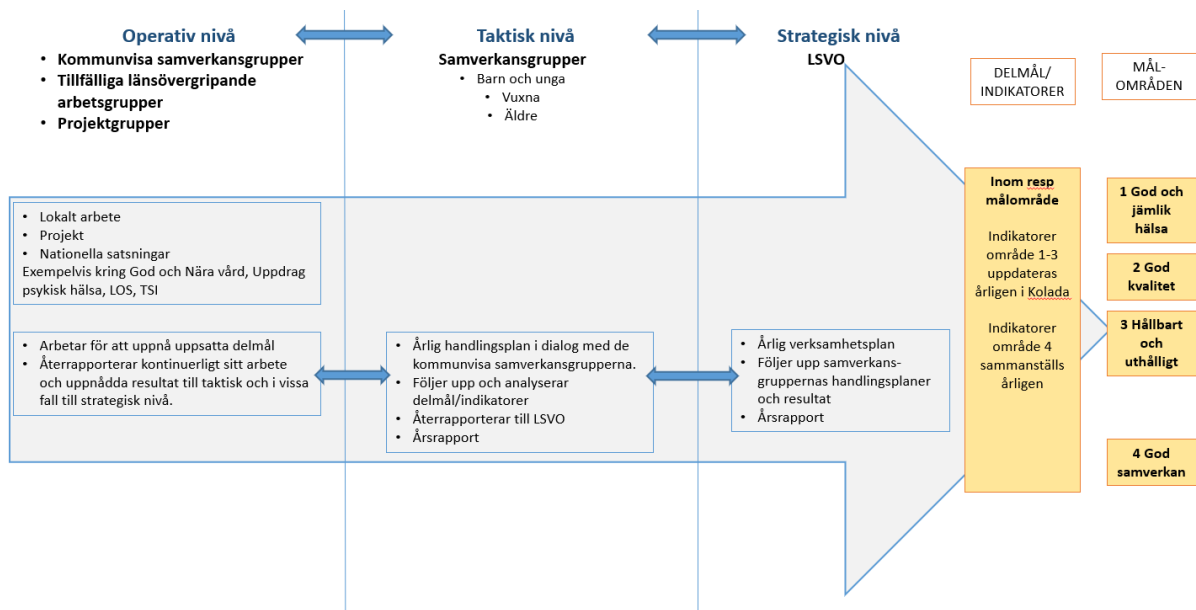 Operativ nivå
• Kommunvisa samverkansgrupper
• Tillfälliga länsövergripande
arbetsgrupper
• Projektgrupper
Taktisk nivå
Samverkansgrupper
• Barn och unga
• Vuxna
• Äldre
Strategisk nivå
LSVO
DELMÅL/
INDIKATORER
MÅL-
OMRÅDEN
• Lokalt arbete
• Projekt
• Nationella satsningar
Exempelvis kring God och Nära vård, Uppdrag
psykisk hälsa, LOS, TSI
• Arbetar för att uppnå uppsatta delmål
• Återrapporterar kontinuerligt sitt arbete
och uppnådda resultat till taktisk och i vissa
fall till strategisk nivå.
• Årlig handlingsplan i dialog med de
kommunvisa samverkansgrupperna.
• Följer upp och analyserar
delmål/indikatorer
• Återrapporterar till LSVO
• Årsrapport
• Årlig verksamhetsplan
• Följer upp samverkans-
gruppernas handlingsplaner
och resultat
• Årsrapport
Inom resp
målområde
Indikatorer
område 1-3
uppdateras
årligen i Kolada
Indikatorer
område 4
sammanställs
årligen
1 God och
jämlik
hälsa
2 God
kvalitet
3 Hållbart
och
uthålligt
4 God
samverkan